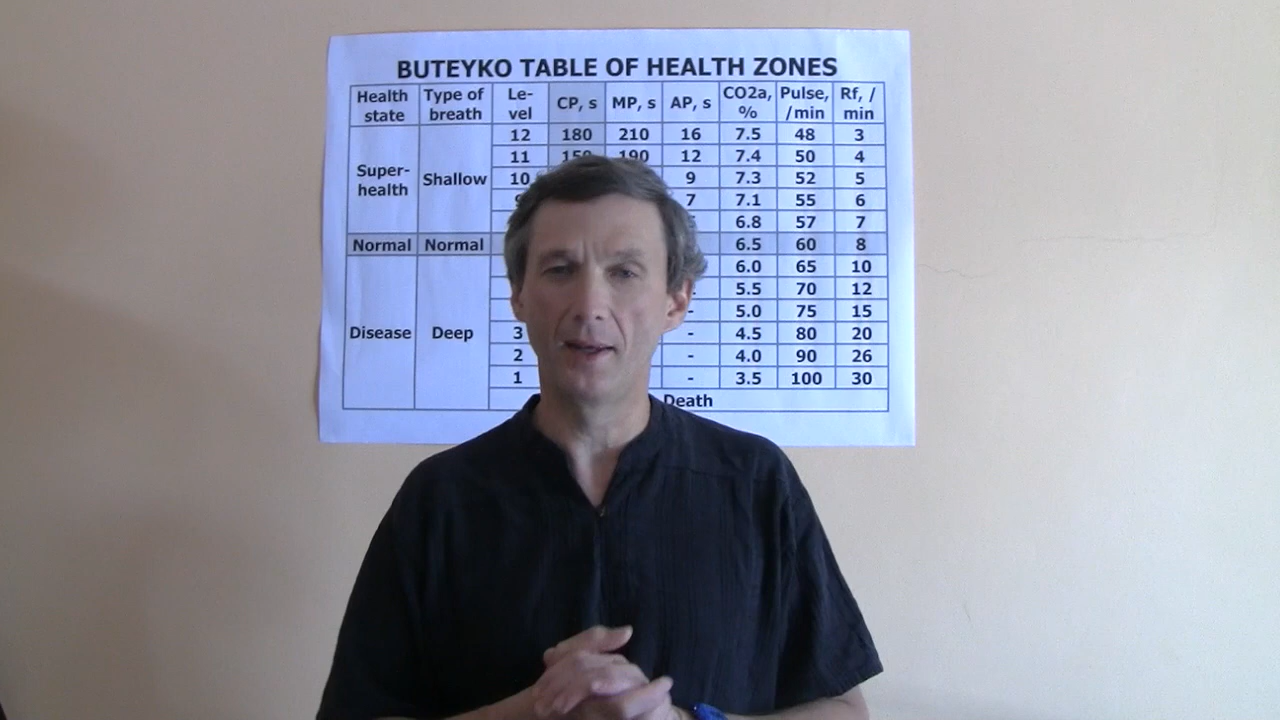 BUTEYKO TABLE OF HEALTH ZONES
Health state Type of breath Le-vel CP, s MP, s AP, s CO2a, % Pulse, /min Rf, / min
12 180 210 16 7.5 48 3
11 150 190 12 7.4 50 4
Super-health Shallow 10 9 7.3 52 5
7 7.1 55 6
6.8 57 7
Normal Normal 6.5 60 8
6.0 65 10
5.5 70 12
- 5.0 75 15
Disease Deep 3 - 4.5 80 20
2 - 4.0 90 26
1 - 3.5 100 30
Death